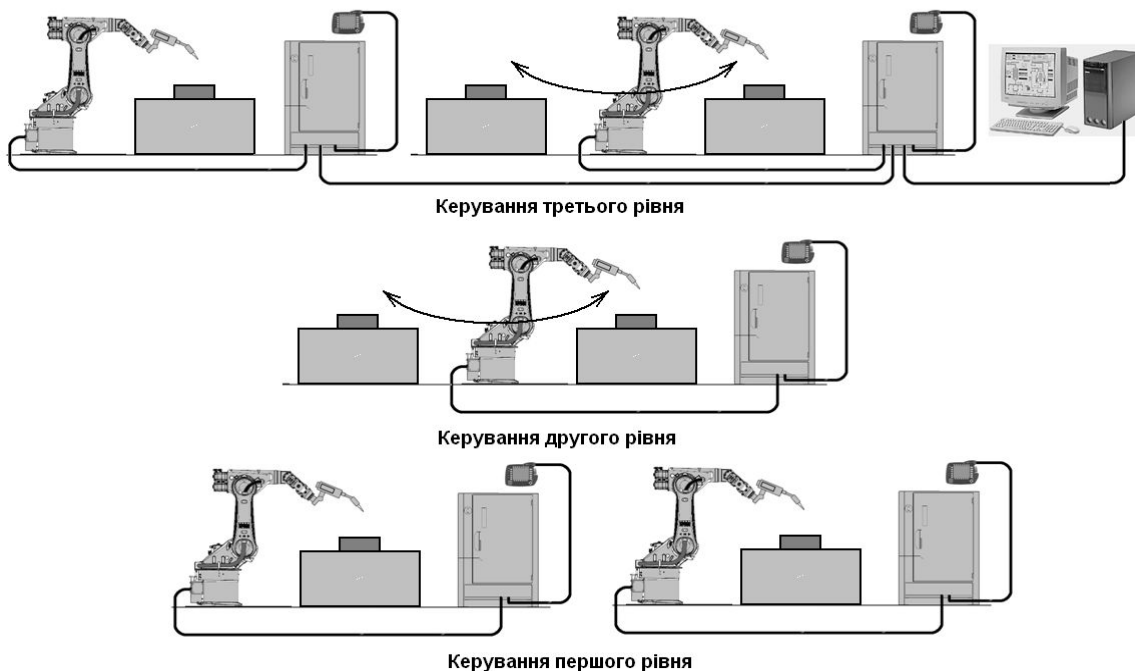 Керування третього рівня
Керування другого рівня
Керування першого рівня